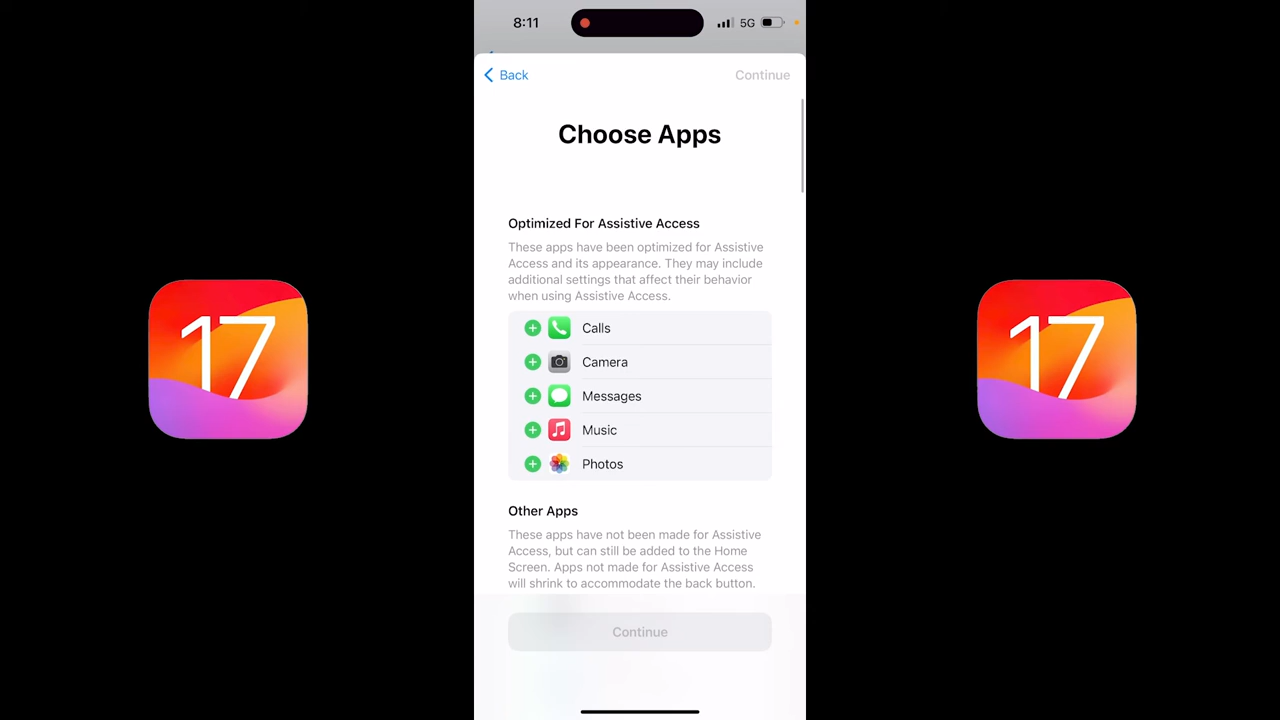 8:11
5G
Back
Continue
Choose Apps
Optimized For Assistive Access
These apps have been optimized for Assistive
Access and its appearance. They may include
additional settings that affect their behavior
when using Assistive Access.
Calls
Camera
Messages
Music
Photos
Other Apps
These apps have not been made for Assistive
Access, but can still be added to the Home
Screen. Apps not made for Assistive Access
will shrink to accommodate the back button.
Continue
17
17